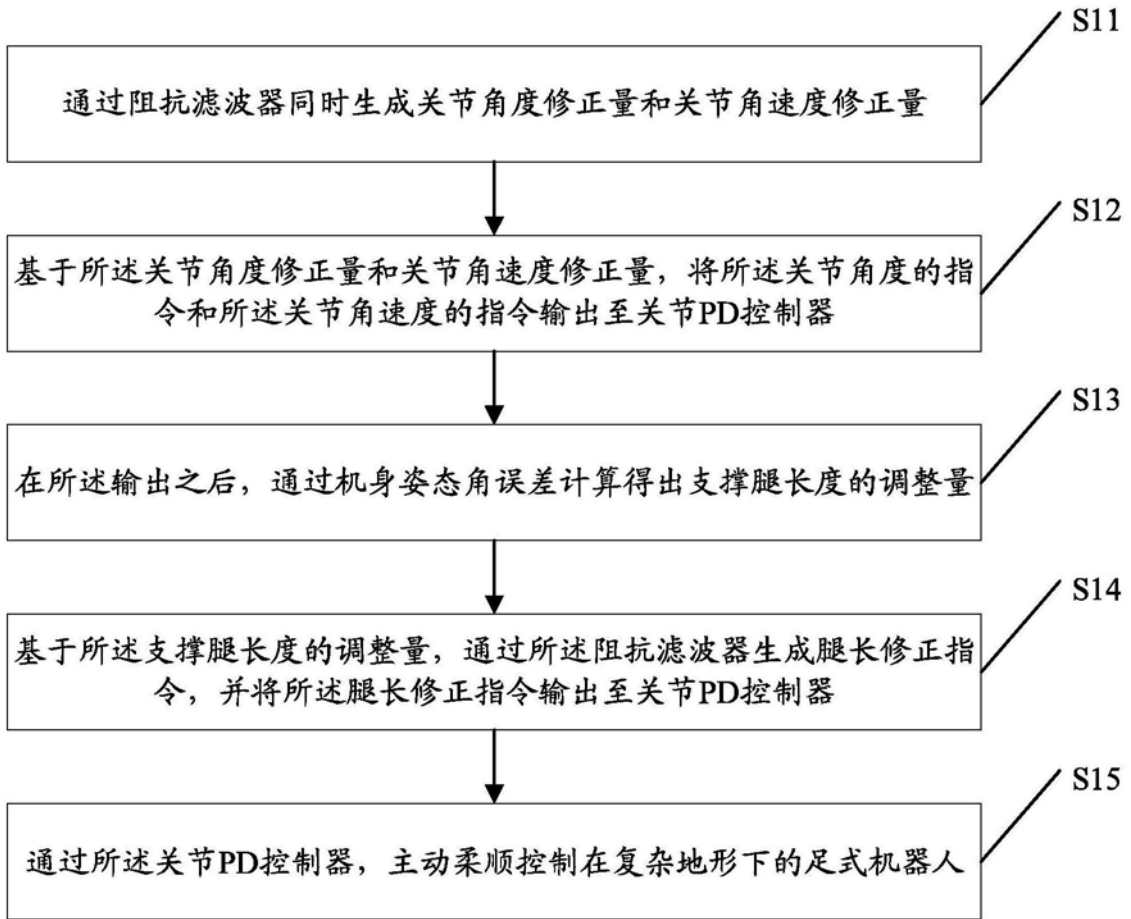 S11
通过阻抗滤波器同时生成关节角度修正量和关节角速度修正量
S12
基于所述关节角度修正量和关节角速度修正量，将所述关节角度的指
令和所述关节角速度的指令输出至关节PD控制器
S13
在所述输出之后，通过机身姿态角误差计算得出支撑腿长度的调整量
S14
基于所述支撑腿长度的调整量，通过所述阻抗滤波器生成腿长修正指
令，并将所述腿长修正指令输出至关节PD控制器
S15
通过所述关节PD控制器，主动柔顺控制在复杂地形下的足式机器人